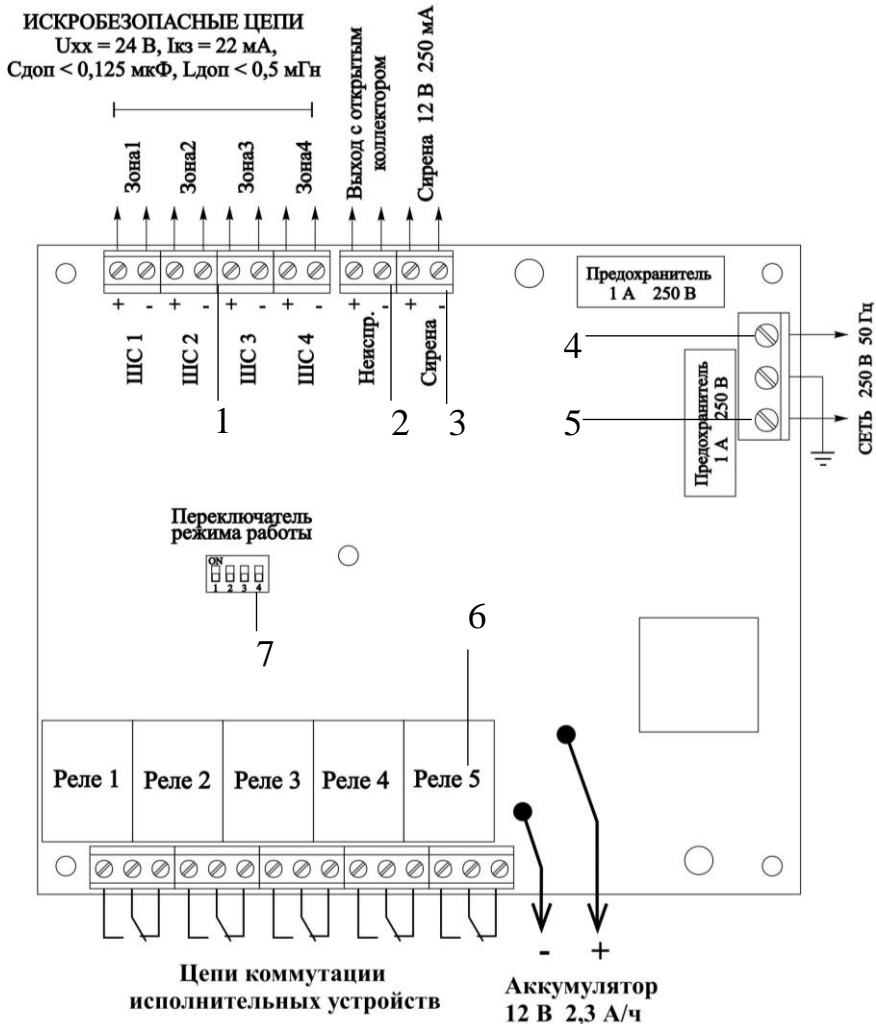 ИСКРОБЕЗОПАСНЫЕ ЦЕПИ
Uxx = 24 В, Iкз = 22 мА,
Сдоп < 0,125 мкФ, Lдоп < 0,5 мГн
Зона1
Зона2
Зона3
Зона4
Выход с открытым
коллектором
Сирена 12 В 250 мА
+ - + - + - + - + - + -
ШС 1
ШС 2
ШС 3
ШС 4
Неиспр.
Сирена
1
2
3
Предохранитель
1 А 250 В
Предохранитель
1 А 250 В
4
5
СЕТЬ 250 В 50 Гц
Переключатель
режима работы
ON
1 2 3 4
7
6
Реле 1
Реле 2
Реле 3
Реле 4
Реле 5
- +
Цепи коммутации
исполнительных устройств
Аккумулятор
12 В 2,3 А/ч